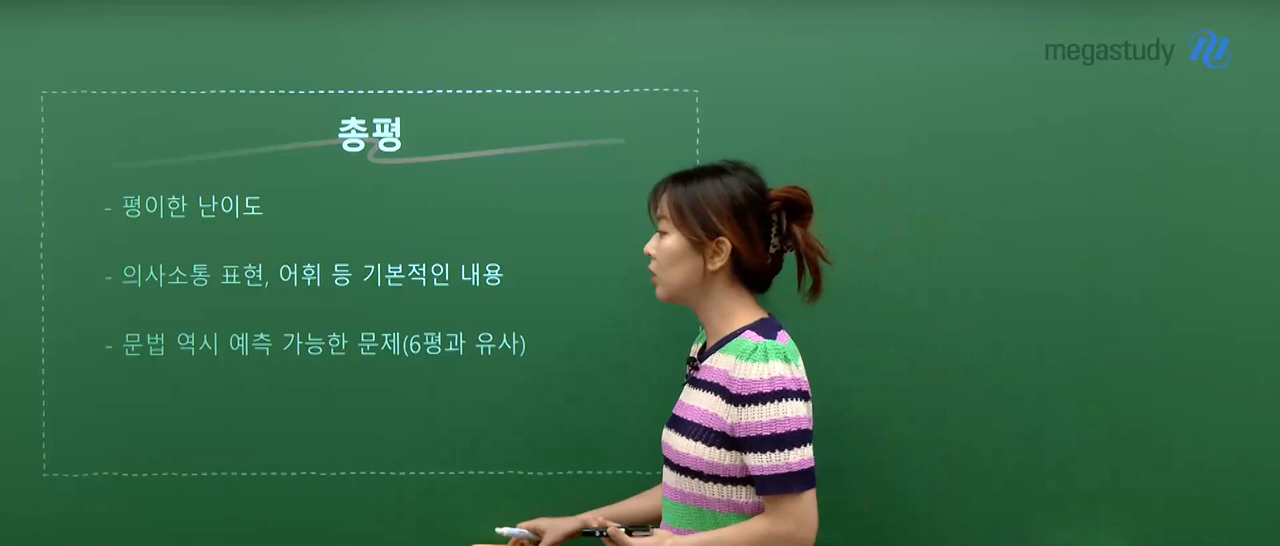 megastudy
총평
- 평이한 난이도
- 의사소통 표현, 어휘 등 기본적인 내용
- 문법 역시 예측 가능한 문제(6평과 유사)